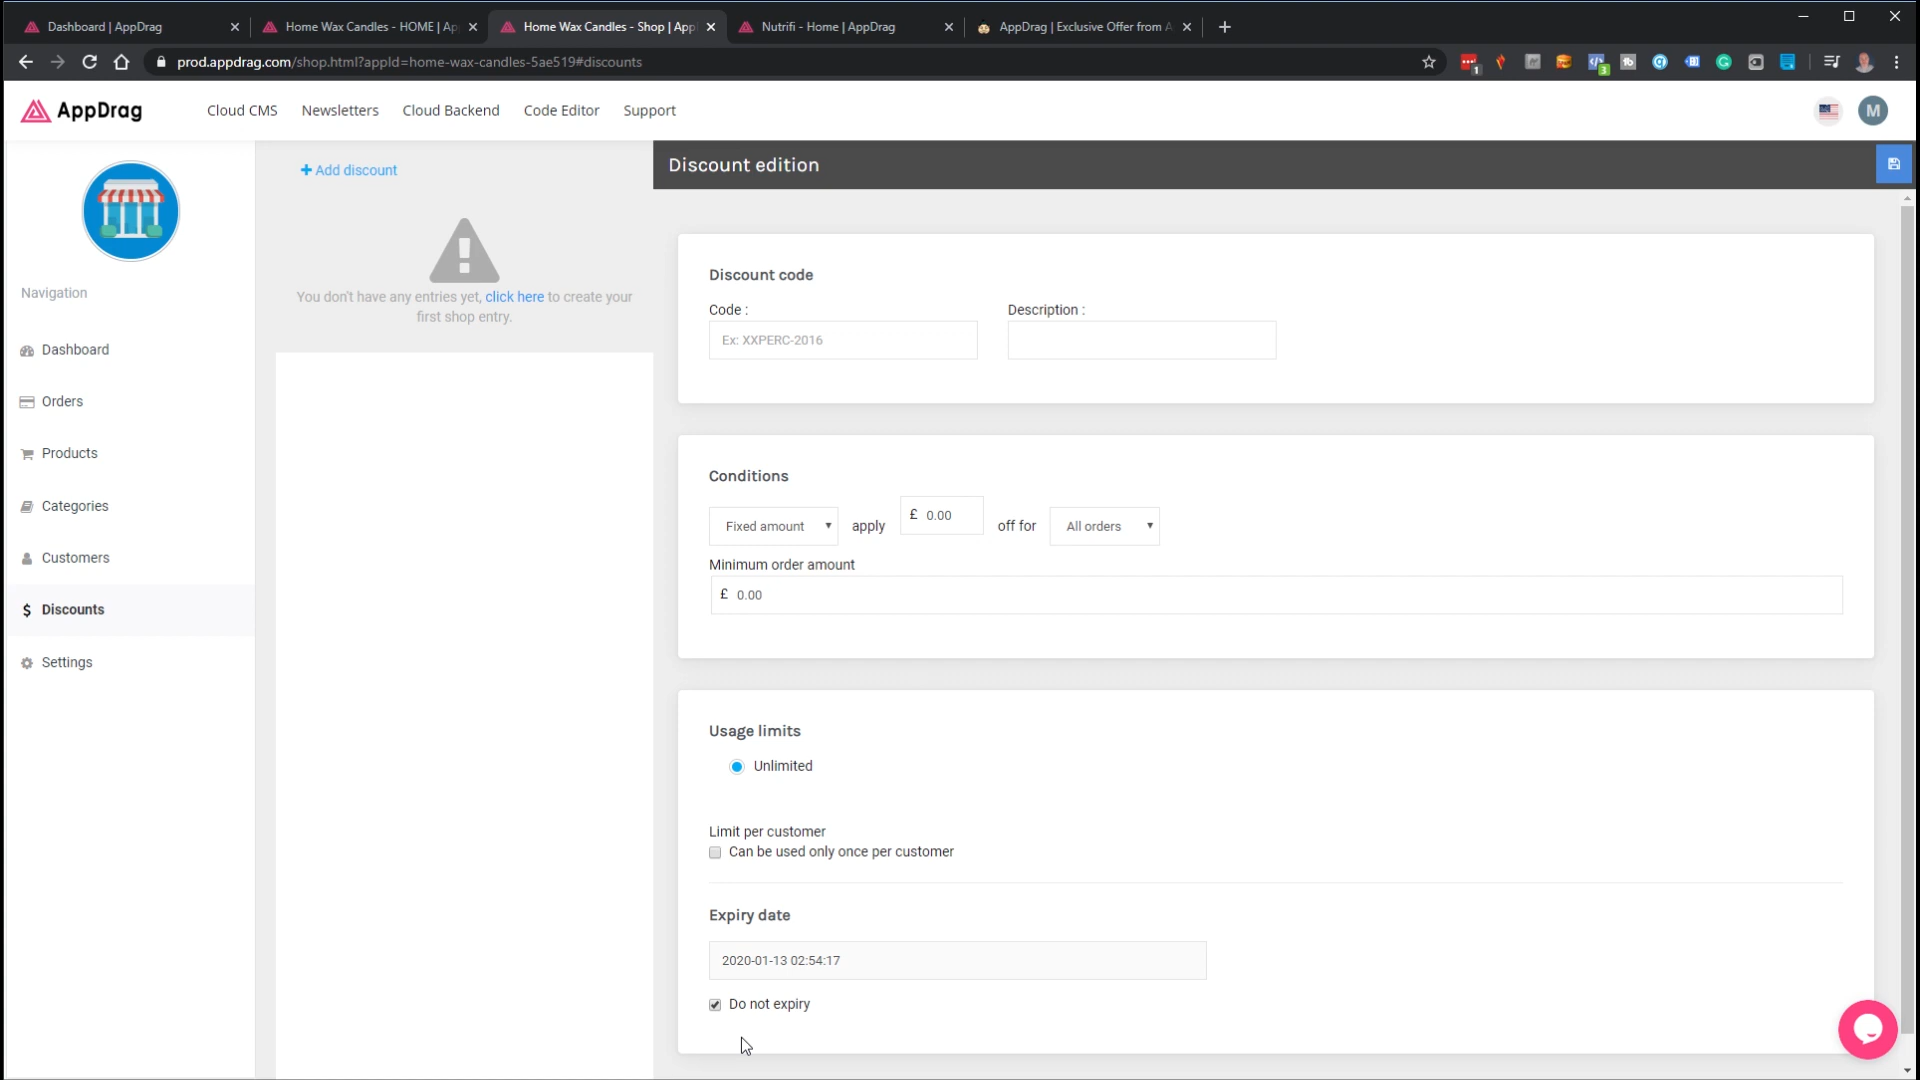 Dashboard | AppDrag
Home Wax Candles - HOME | Ap
Home Wax Candles - Shop | App
Nutrifi - Home | AppDrag
AppDrag | Exclusive Offer from A
prod.appdrag.com/shop.html?appId=home-wax-candles-5ae519#discounts
1
3
AppDrag
Cloud CMS
Newsletters
Cloud Backend
Code Editor
Support
M
+ Add discount
Discount edition
You don't have any entries yet, click here to create your
first shop entry.
Navigation
Dashboard
Orders
Products
Categories
Customers
$ Discounts
Settings
Discount code
Code :
Description :
Ex: XXPERC-2016
Conditions
Fixed amount
apply
£ 0.00
off for
All orders
Minimum order amount
£ 0.00
Usage limits
Unlimited
Limit per customer
Can be used only once per customer
Expiry date
2020-01-13 02:54:17
Do not expiry